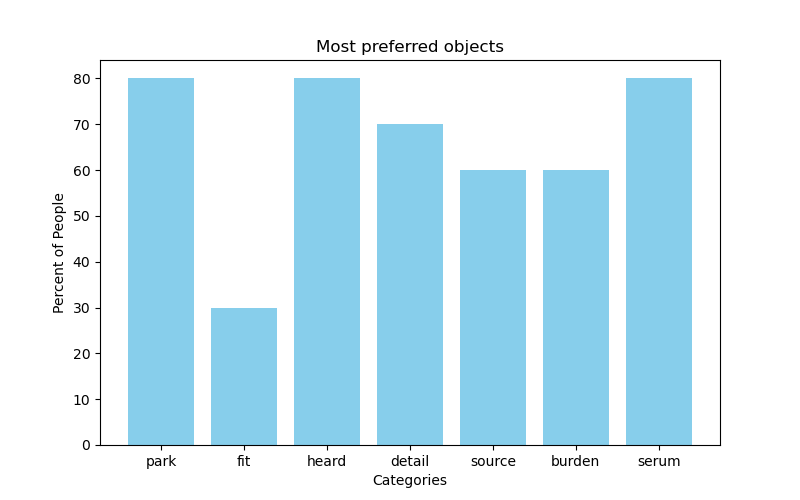 Most preferred objects
Percent of People
80
70
60
50
40
30
20
10
0
park fit heard detail source burden serum
Categories